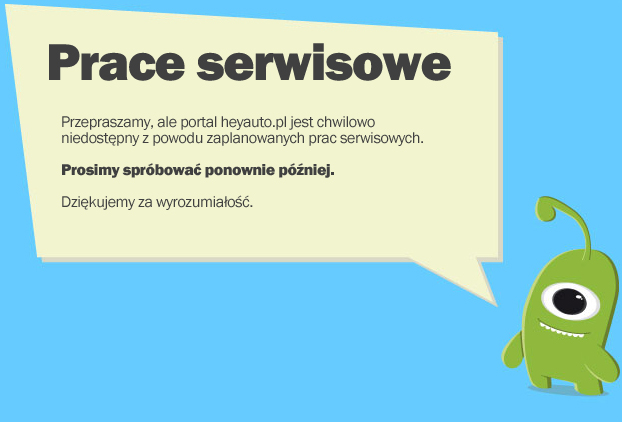 Prace serwisowe
Przepraszamy, ale portal heyauto.pl jest chwilowo
niedostępny z powodu zaplanowanych prac serwisowych.
Prosimy spróbować ponownie później.
Dziękujemy za wyrozumiałość.